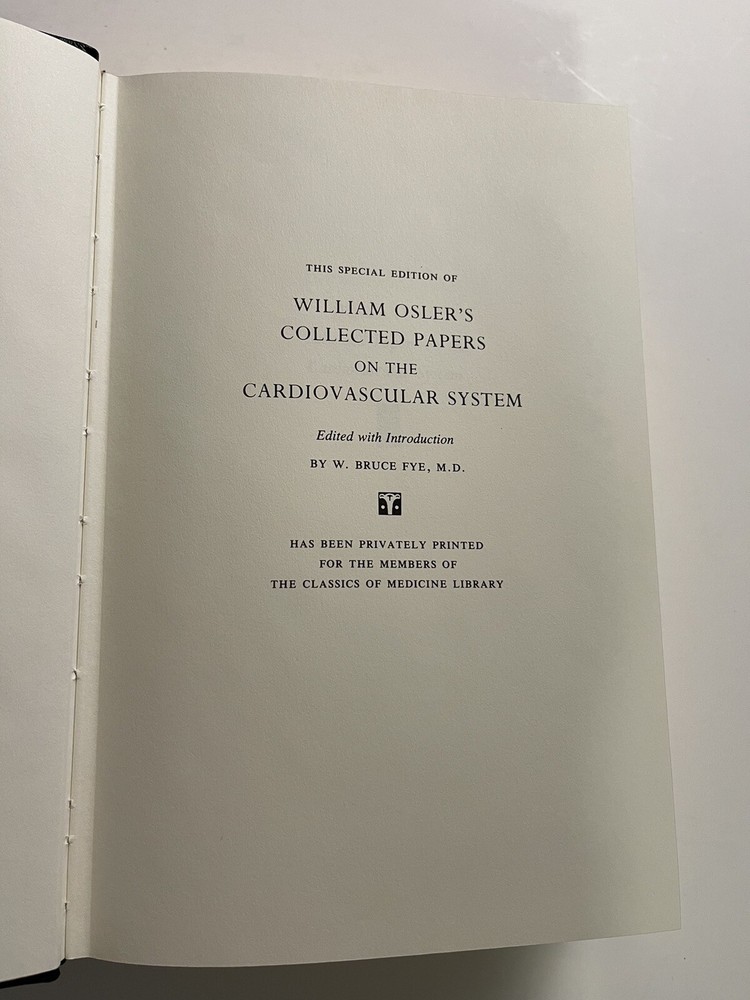 THIS SPECIAL EDITION OF
WILLIAM OSLER'S
COLLECTED PAPERS
ON THE
CARDIOVASCULAR SYSTEM
Edited with Introduction
BY W. BRUCE FYE, M.D.
HAS BEEN PRIVATELY PRINTED
FOR THE MEMBERS OF
THE CLASSICS OF MEDICINE LIBRARY